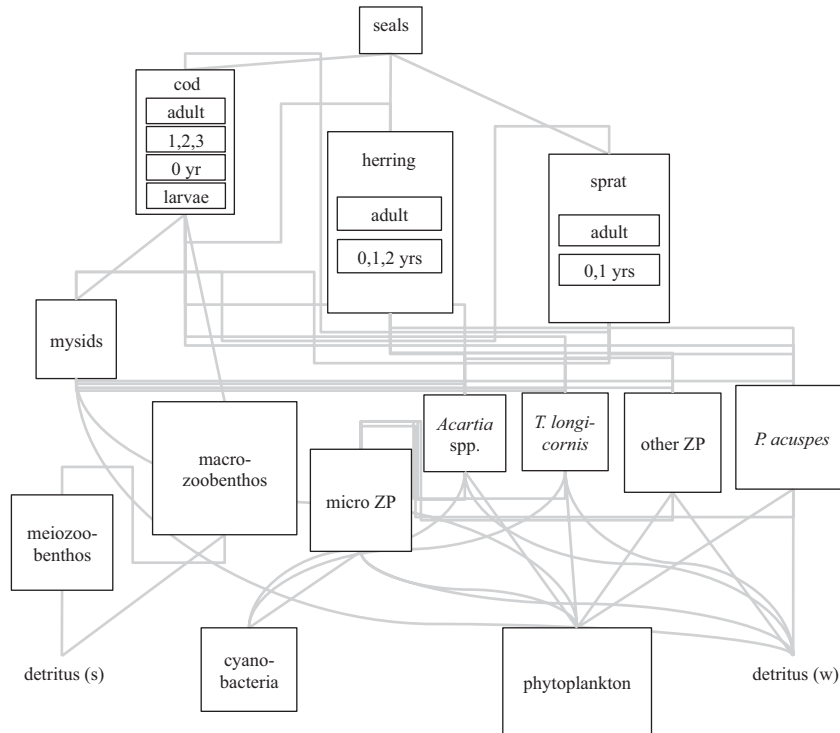 seals
cod
adult
1,2,3
0 yr
larvae
herring
adult
0,1,2 yrs
sprat
adult
0,1 yrs
mysids
Acartia
spp.
T. longi-
cornis
other ZP
P. acuspes
macro-
zoobenthos
micro ZP
meiozoo-
benthos
detritus (s)
cyano-
bacteria
phytoplankton
detritus (w)